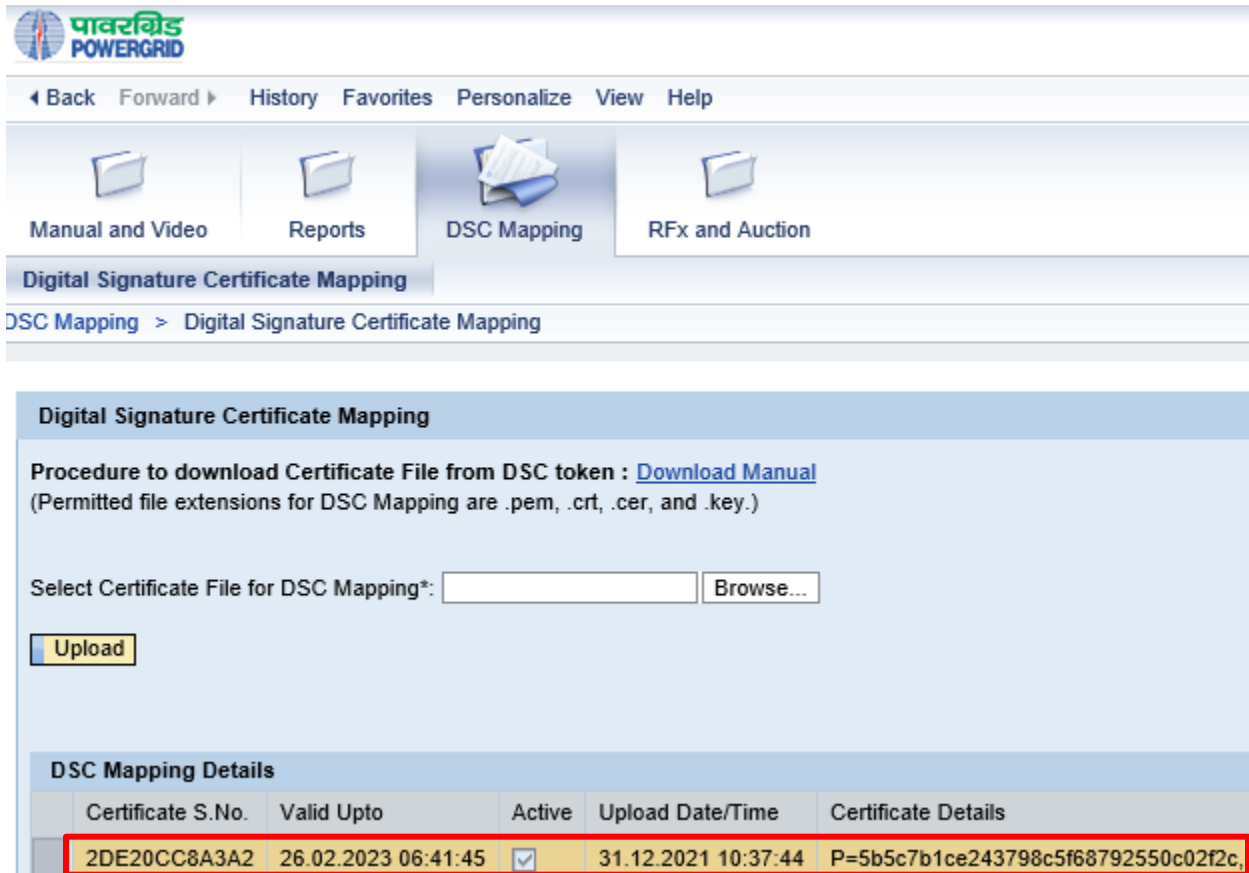 पावरग्रिड
POWERGRID
Back Forward History Favorites Personalize View Help
Manual and Video Reports DSC Mapping RFx and Auction
Digital Signature Certificate Mapping
DSC Mapping > Digital Signature Certificate Mapping
Digital Signature Certificate Mapping
Procedure to download Certificate File from DSC token : Download Manual
(Permitted file extensions for DSC Mapping are .pem, .crt, .cer, and .key.)
Select Certificate File for DSC Mapping*: Browse...
Upload
DSC Mapping Details
Certificate S.No. Valid Upto Active Upload Date/Time Certificate Details
2DE20CC8A3A2 26.02.2023 06:41:45 31.12.2021 10:37:44 P=5b5c7b1ce243798c5f68792550c02f2c,